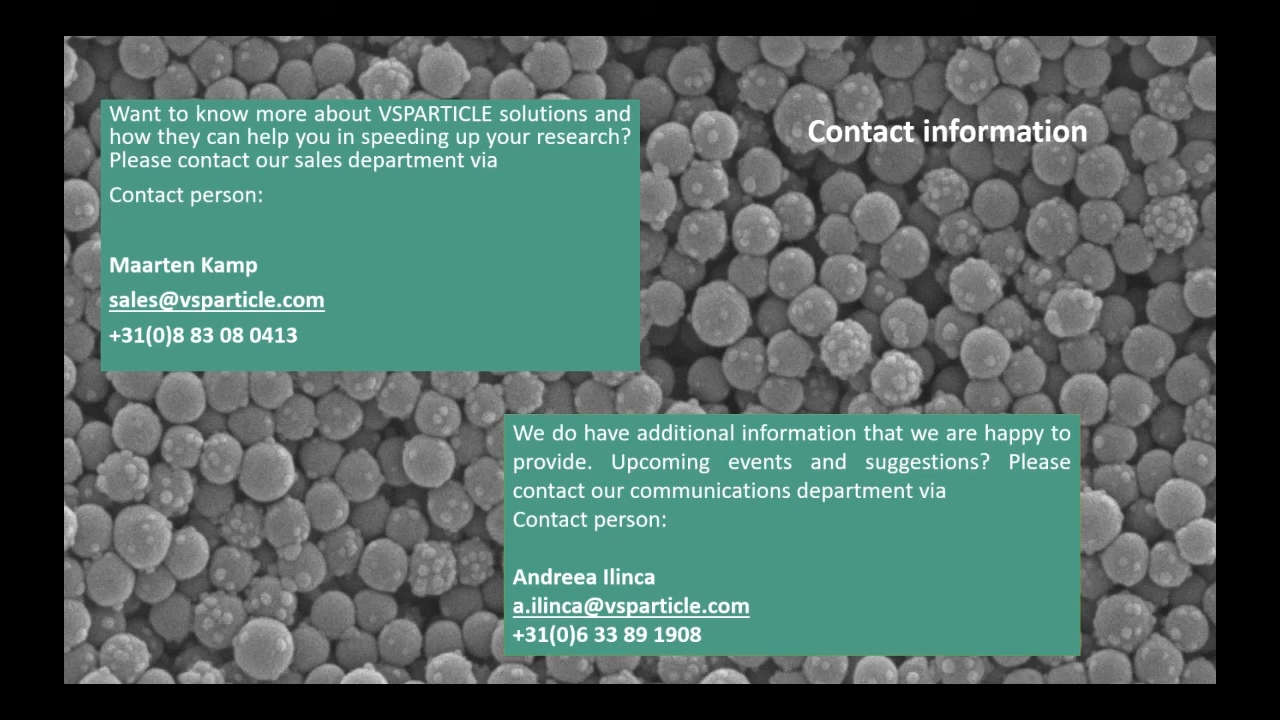 Contact information
Want to know more about VSPARTICLE solutions and
how they can help you in speeding up your research?
Please contact our sales department via
Contact person:
Maarten Kamp
sales@vsparticle.com
+31(0)8 83 08 0413
We do have additional information that we are happy to
provide. Upcoming events and suggestions? Please
contact our communications department via
Contact person:
Andreea Ilinca
a.ilinca@vsparticle.com
+31(0)6 33 89 1908